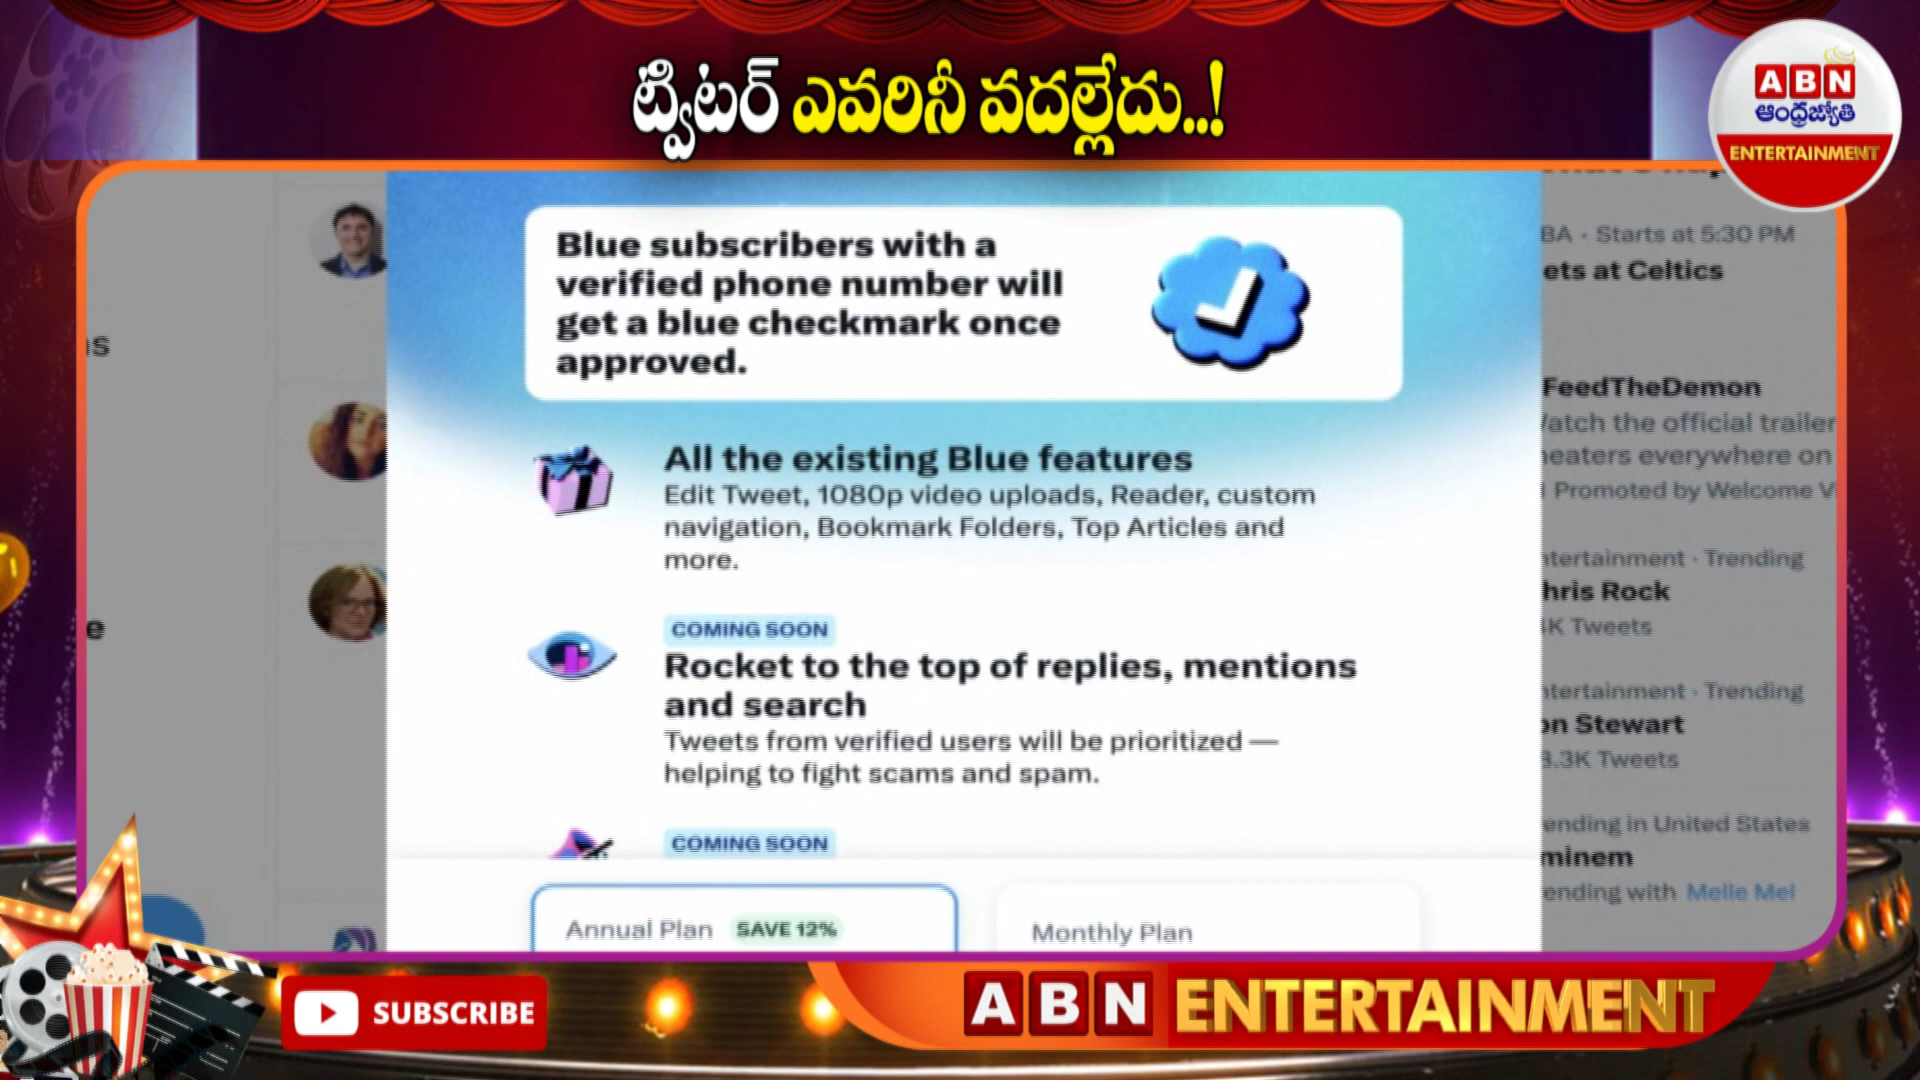 ట్విటర్ ఎవరినీ వదల్లేదు..!
ABN
ఆంధ్రజ్యోతి
ENTERTAINMENT
Blue subscribers with a
verified phone number will
get a blue checkmark once
approved.
All the existing Blue features
Edit Tweet, 1080p video uploads, Reader, custom
navigation, Bookmark Folders, Top Articles and
more.
COMING SOON
Rocket to the top of replies, mentions
and search
Tweets from verified users will be prioritized —
helping to fight scams and spam.
COMING SOON
Annual Plan SAVE 12%
Monthly Plan
BA · Starts at 5:30 PM
ets at Celtics
FeedTheDemon
atch the official trailer
eaters everywhere on
Promoted by Welcome V
ntertainment · Trending
hris Rock
K Tweets
ntertainment · Trending
on Stewart
3.3K Tweets
ending in United States
minem
ending with Melle Mel
SUBSCRIBE
ABN ENTERTAINMENT